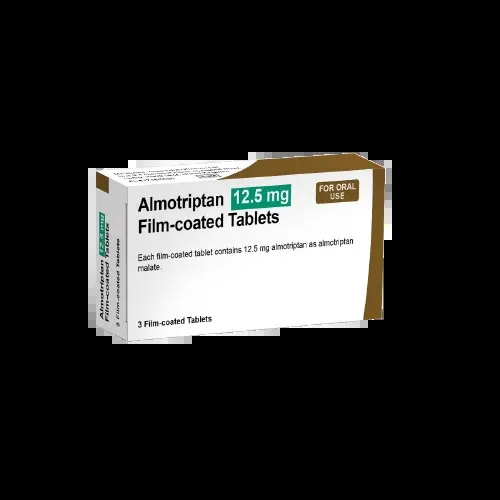 Almotriptan 12.5 mg
Film-coated Tablets
FOR ORAL
USE
Each film-coated tablet contains 12.5 mg almotriptan as almotriptan
malate.
3 Film-coated Tablets
Almotriptan 12.5 mg
Film-coated Tablets
3 Film-coated Tablets